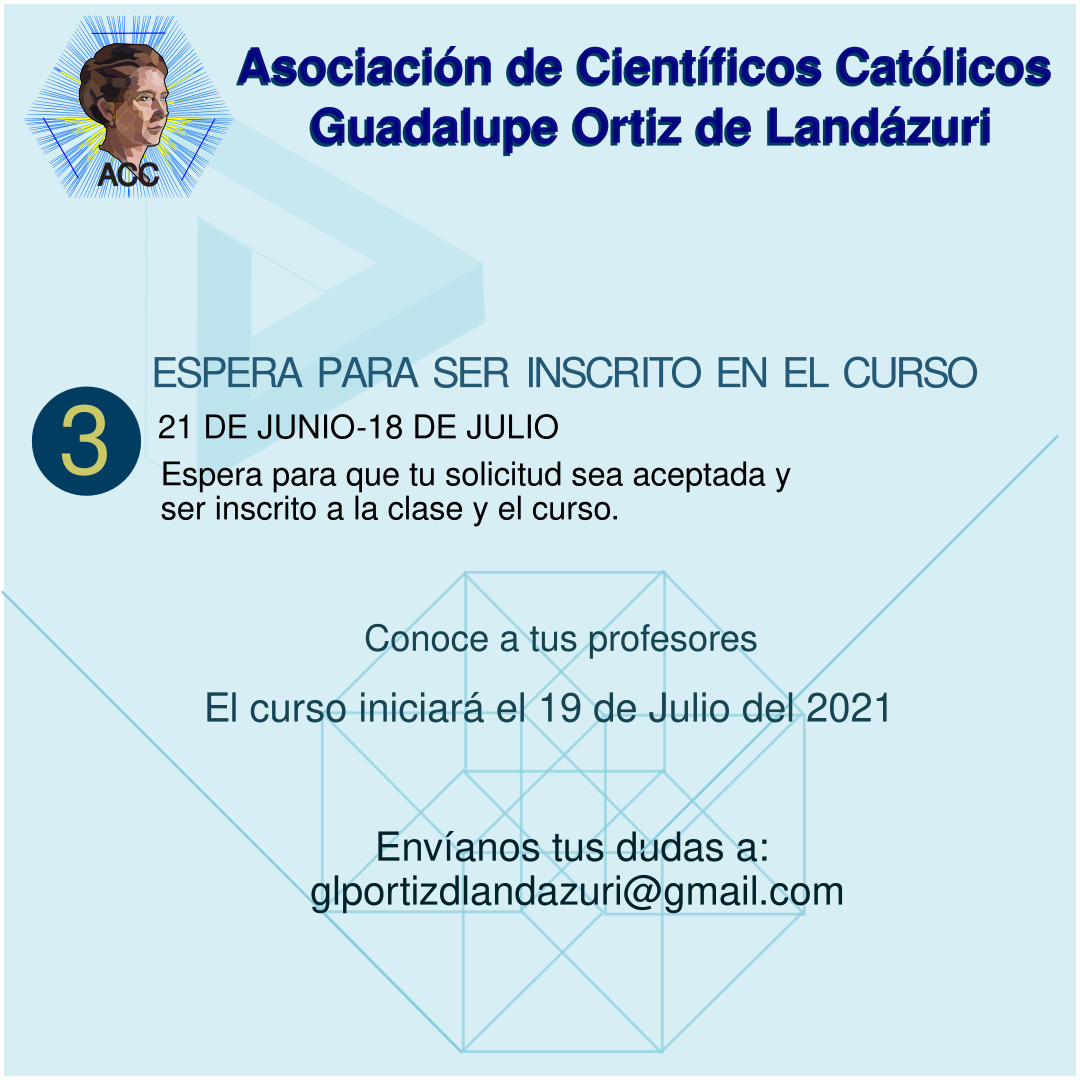 Asociación de Científicos Católicos
Guadalupe Ortiz de Landázuri
ACC
ESPERA PARA SER INSCRITO EN EL CURSO
3
21 DE JUNIO-18 DE JULIO
Espera para que tu solicitud sea aceptada y
ser inscrito a la clase y el curso.
Conoce a tus profesores
El curso iniciará el 19 de Julio del 2021
Envíanos tus dudas a:
glportizdlandazuri@gmail.com